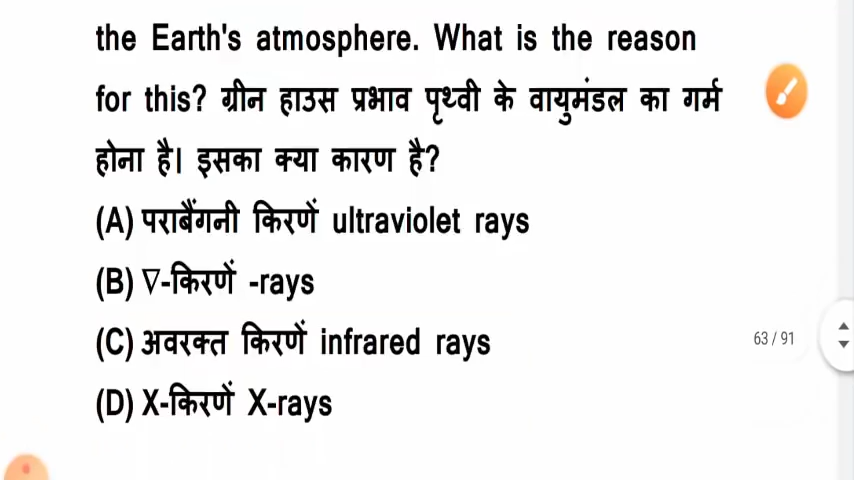 the Earth's atmosphere. What is the reason
for this? ग्रीन हाउस प्रभाव पृथ्वी के वायुमंडल का गर्म
होना है। इसका क्या कारण है?
(A) पराबैंगनी किरणें ultraviolet rays
(B) ∇-किरणें -rays
(C) अवरक्त किरणें infrared rays
63 / 91
(D) X-किरणें X-rays